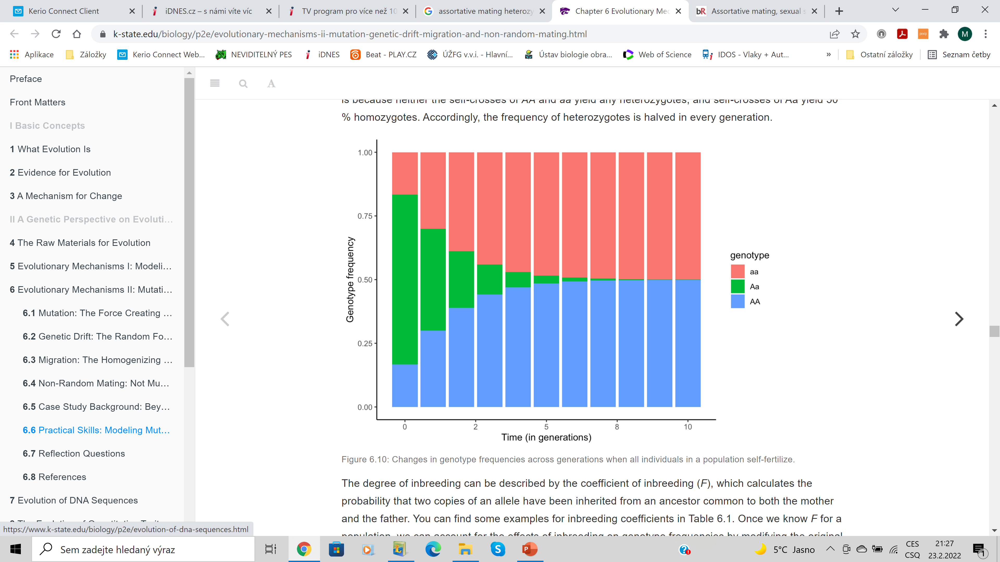 Kerio Connect Client
iDNES.cz – s námi víte víc
TV program pro více než 10
assortative mating heterozy
Chapter 6 Evolutionary Mec
bR Assortative mating, sexual s
k-state.edu/biology/p2e/evolutionary-mechanisms-ii-mutation-genetic-drift-migration-and-non-random-mating.html
pexip
M
Aplikace
Záložky
Kerio Connect Web...
NEVIDITELNÝ PES
iDNES
Beat - PLAY.CZ
ÚŽFG v.v.i. - Hlavní...
Ústav biologie obra...
Web of Science
IDOS - Vlaky + Aut...
»
Ostatní záložky
Seznam četby
Preface
Front Matters
I Basic Concepts
1 What Evolution Is
2 Evidence for Evolution
3 A Mechanism for Change
II A Genetic Perspective on Evoluti...
4 The Raw Materials for Evolution
5 Evolutionary Mechanisms I: Modeli...
6 Evolutionary Mechanisms II: Mutati...
6.1 Mutation: The Force Creating ...
6.2 Genetic Drift: The Random Fo...
6.3 Migration: The Homogenizing ...
6.4 Non-Random Mating: Not Mu...
6.5 Case Study Background: Bey...
6.6 Practical Skills: Modeling Mut...
6.7 Reflection Questions
6.8 References
7 Evolution of DNA Sequences
https://www.k-state.edu/biology/p2e/evolution-of-dna-sequences.html
A
is because neither the self-crosses of AA and aa yield any heterozygotes, and self-crosses of Aa yield 50
% homozygotes. Accordingly, the frequency of heterozygotes is halved in every generation.
1.00
0.75
0.50
0.25
0.00
Genotype frequency
0 2 5 8 10
Time (in generations)
genotype
aa
Aa
AA
Figure 6.10: Changes in genotype frequencies across generations when all individuals in a population self-fertilize.
The degree of inbreeding can be described by the coefficient of inbreeding (F), which calculates the
probability that two copies of an allele have been inherited from an ancestor common to both the mother
and the father. You can find some examples for inbreeding coefficients in Table 6.1. Once we know F for a
population, we can account for the effects of inbreeding on genotype frequencies by modifying the original
Sem zadejte hledaný výraz
5°C Jasno
CES
CSQ
21:27
23.2.2022
1